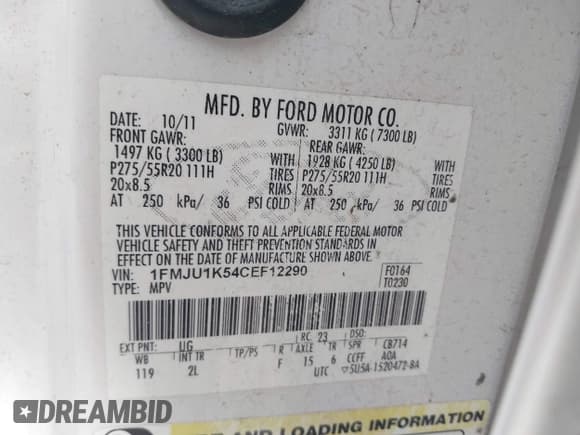 MFD. BY FORD MOTOR CO.
DATE: 10/11 GVWR: 3311 KG ( 7300 LB)
FRONT GAWR: REAR GAWR:
1497 KG ( 3300 LB) WITH 1928 KG ( 4250 LB) WITH
P275/55R20 111H TIRES P275/55R20 111H TIRES
20x8.5 RIMS 20x8.5 RIMS
AT 250 kPa/ 36 PSI COLD AT 250 kPa/ 36 PSI COLD
THIS VEHICLE CONFORMS TO ALL APPLICABLE FEDERAL MOTOR
VEHICLE SAFETY AND THEFT PREVENTION STANDARDS IN
EFFECT ON THE DATE OF MANUFACTURE SHOWN ABOVE.
VIN: 1FMJU1K54CEF12290 F0164
TYPE: MPV T0230
EXT PNT: UG RC: 23 DSO:
WB INT TR TP/PS R AXLE TR SPR CB714
119 2L F 15 6 CCFF AOA
UTC ▽5U5A-1520472-BA
AND LOADING INFORMATION
DREAMBID